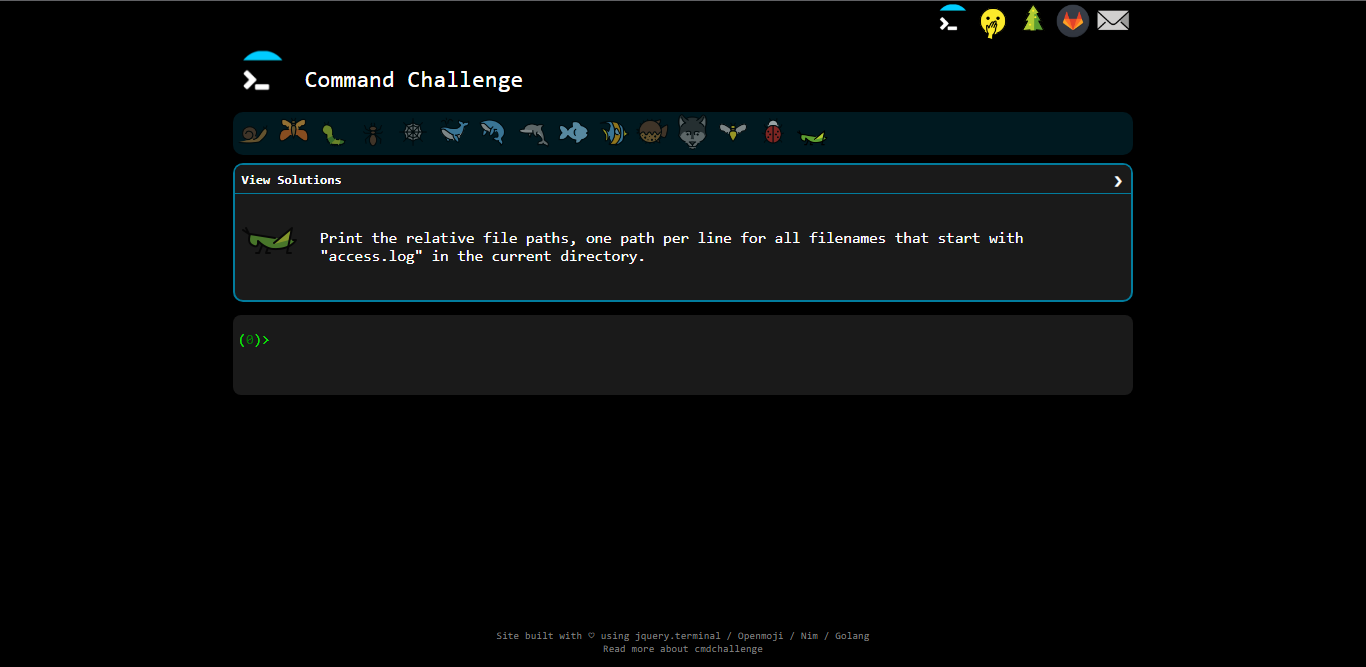 Command Challenge
View Solutions
Print the relative file paths, one path per line for all filenames that start with
"access.log" in the current directory.
(0)>
Site built with ♡ using jquery.terminal / Openmoji / Nim / Golang
Read more about cmdchallenge